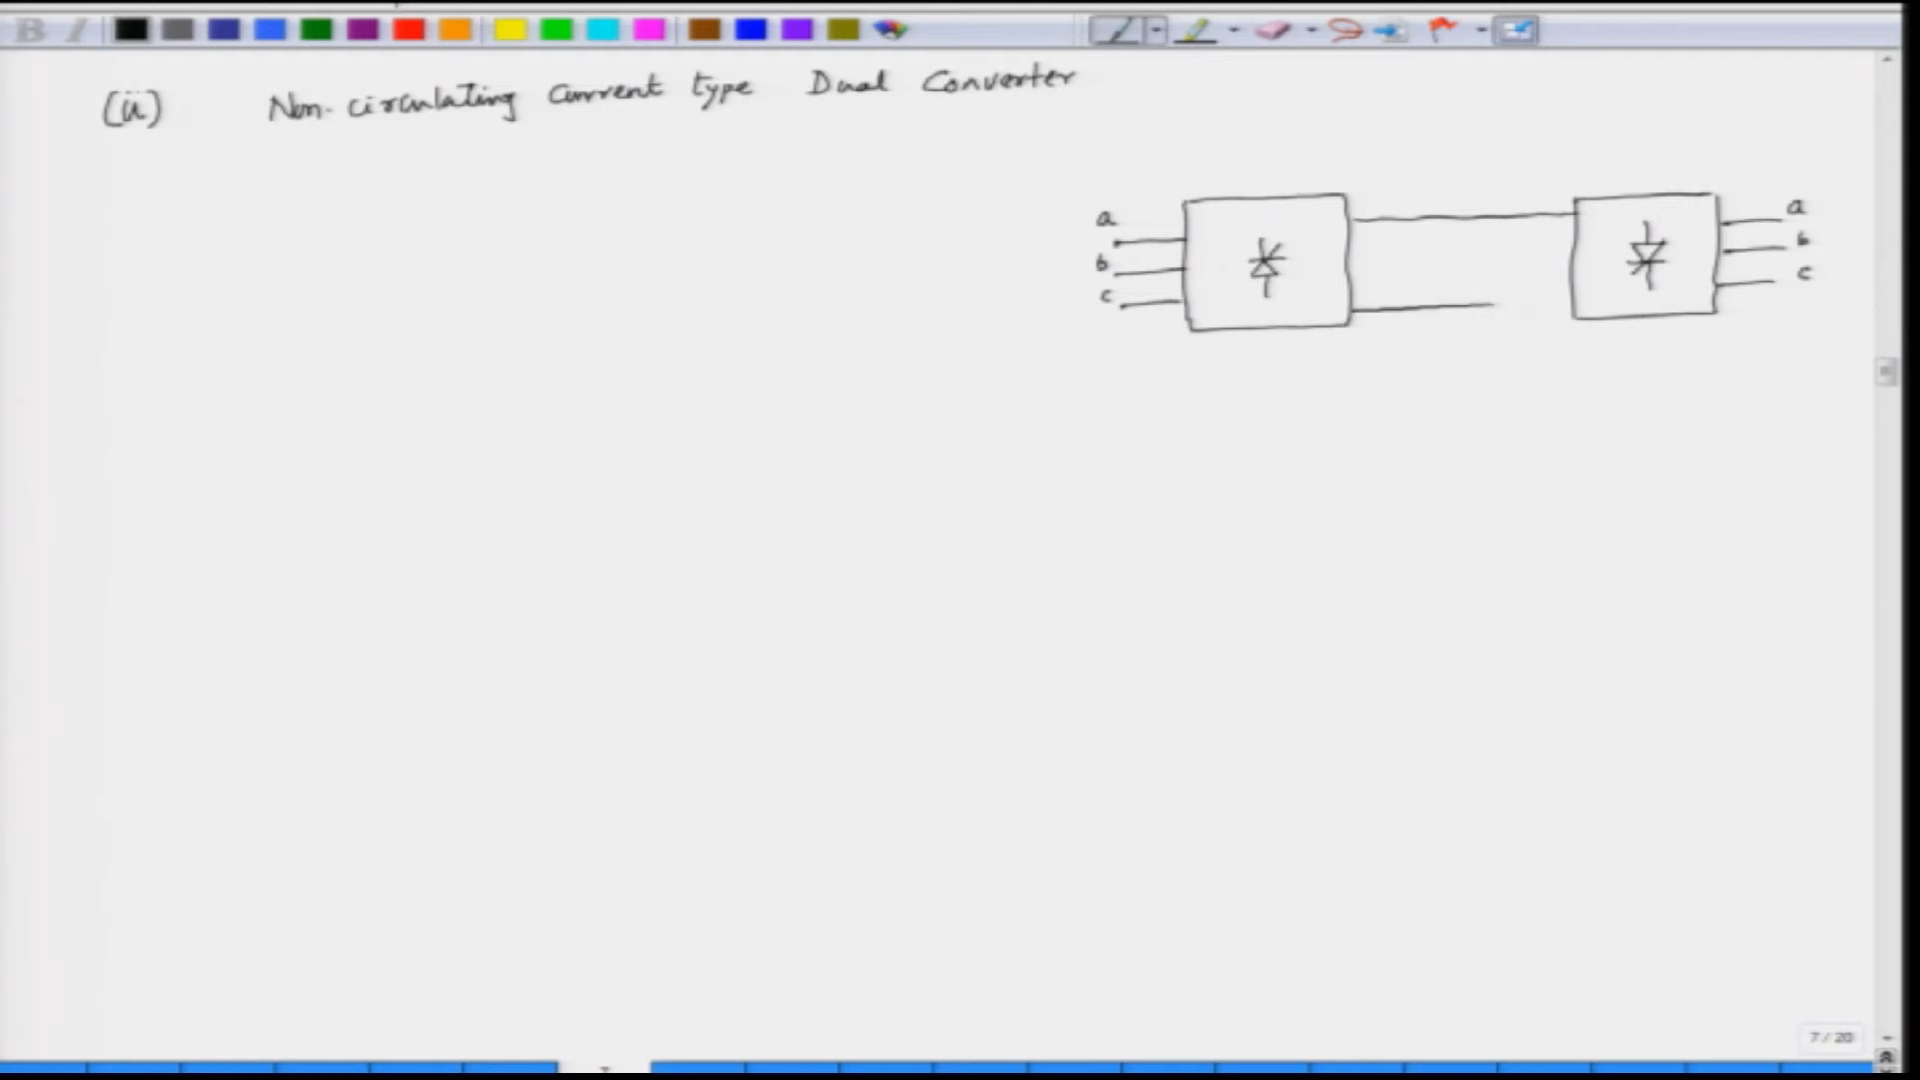 (ii) Non-circulating current type Dual Converter
a a
b b
c c
7 / 20